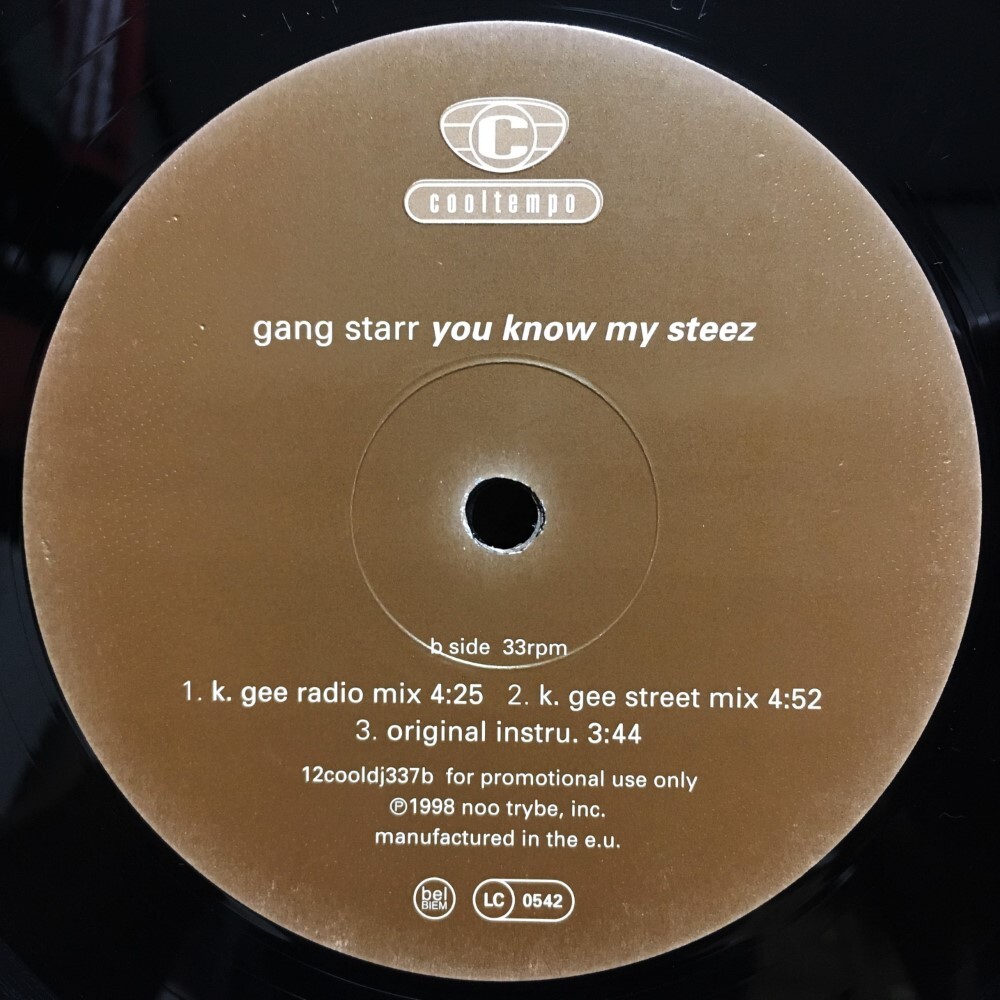 C
cooltempo
gang starr you know my steez
b side 33rpm
1. k. gee radio mix 4:25 2. k. gee street mix 4:52
3. original instru. 3:44
12cooldj337b for promotional use only
℗1998 noo trybe, inc.
manufactured in the e.u.
bel
BIEM
LC 0542